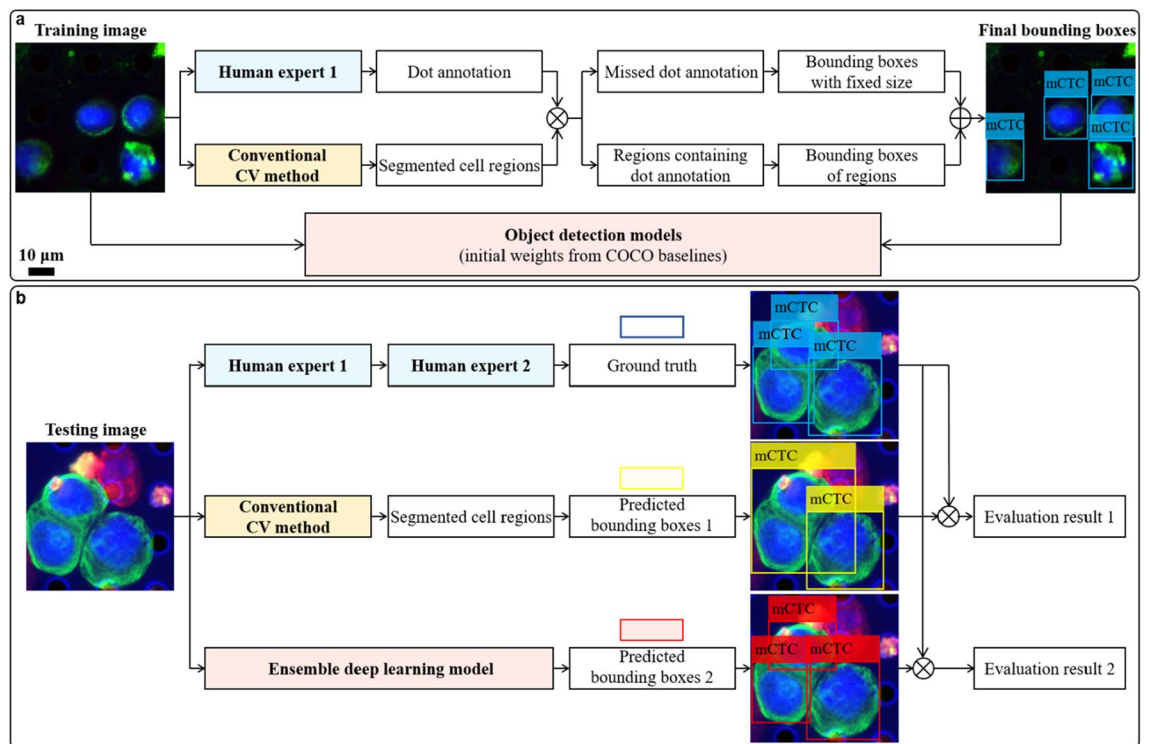 a
Training image
Human expert 1
Dot annotation
Missed dot annotation
Bounding boxes
with fixed size
Final bounding boxes
mCTC
mCTC
mCTC
mCTC
Conventional
CV method
Segmented cell regions
Regions containing
dot annotation
Bounding boxes
of regions
Object detection models
(initial weights from COCO baselines)
10 µm
b
Human expert 1
Human expert 2
Ground truth
mCTC
mCTC
mCTC
Testing image
Conventional
CV method
Segmented cell regions
Predicted
bounding boxes 1
mCTC
mCTC
Evaluation result 1
Ensemble deep learning model
Predicted
bounding boxes 2
mCTC
mCTC
mCTC
Evaluation result 2